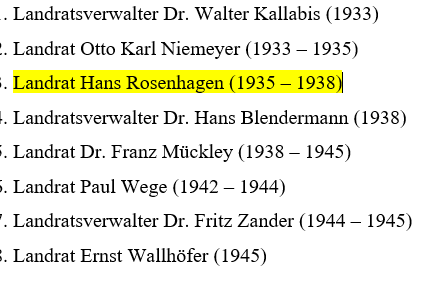 . Landratsverwalter Dr. Walter Kallabis (1933)
2. Landrat Otto Karl Niemeyer (1933 – 1935)
3. Landrat Hans Rosenhagen (1935 – 1938)
4. Landratsverwalter Dr. Hans Blendermann (1938)
5. Landrat Dr. Franz Mückley (1938 – 1945)
6. Landrat Paul Wege (1942 – 1944)
7. Landratsverwalter Dr. Fritz Zander (1944 – 1945)
8. Landrat Ernst Wallhöfer (1945)